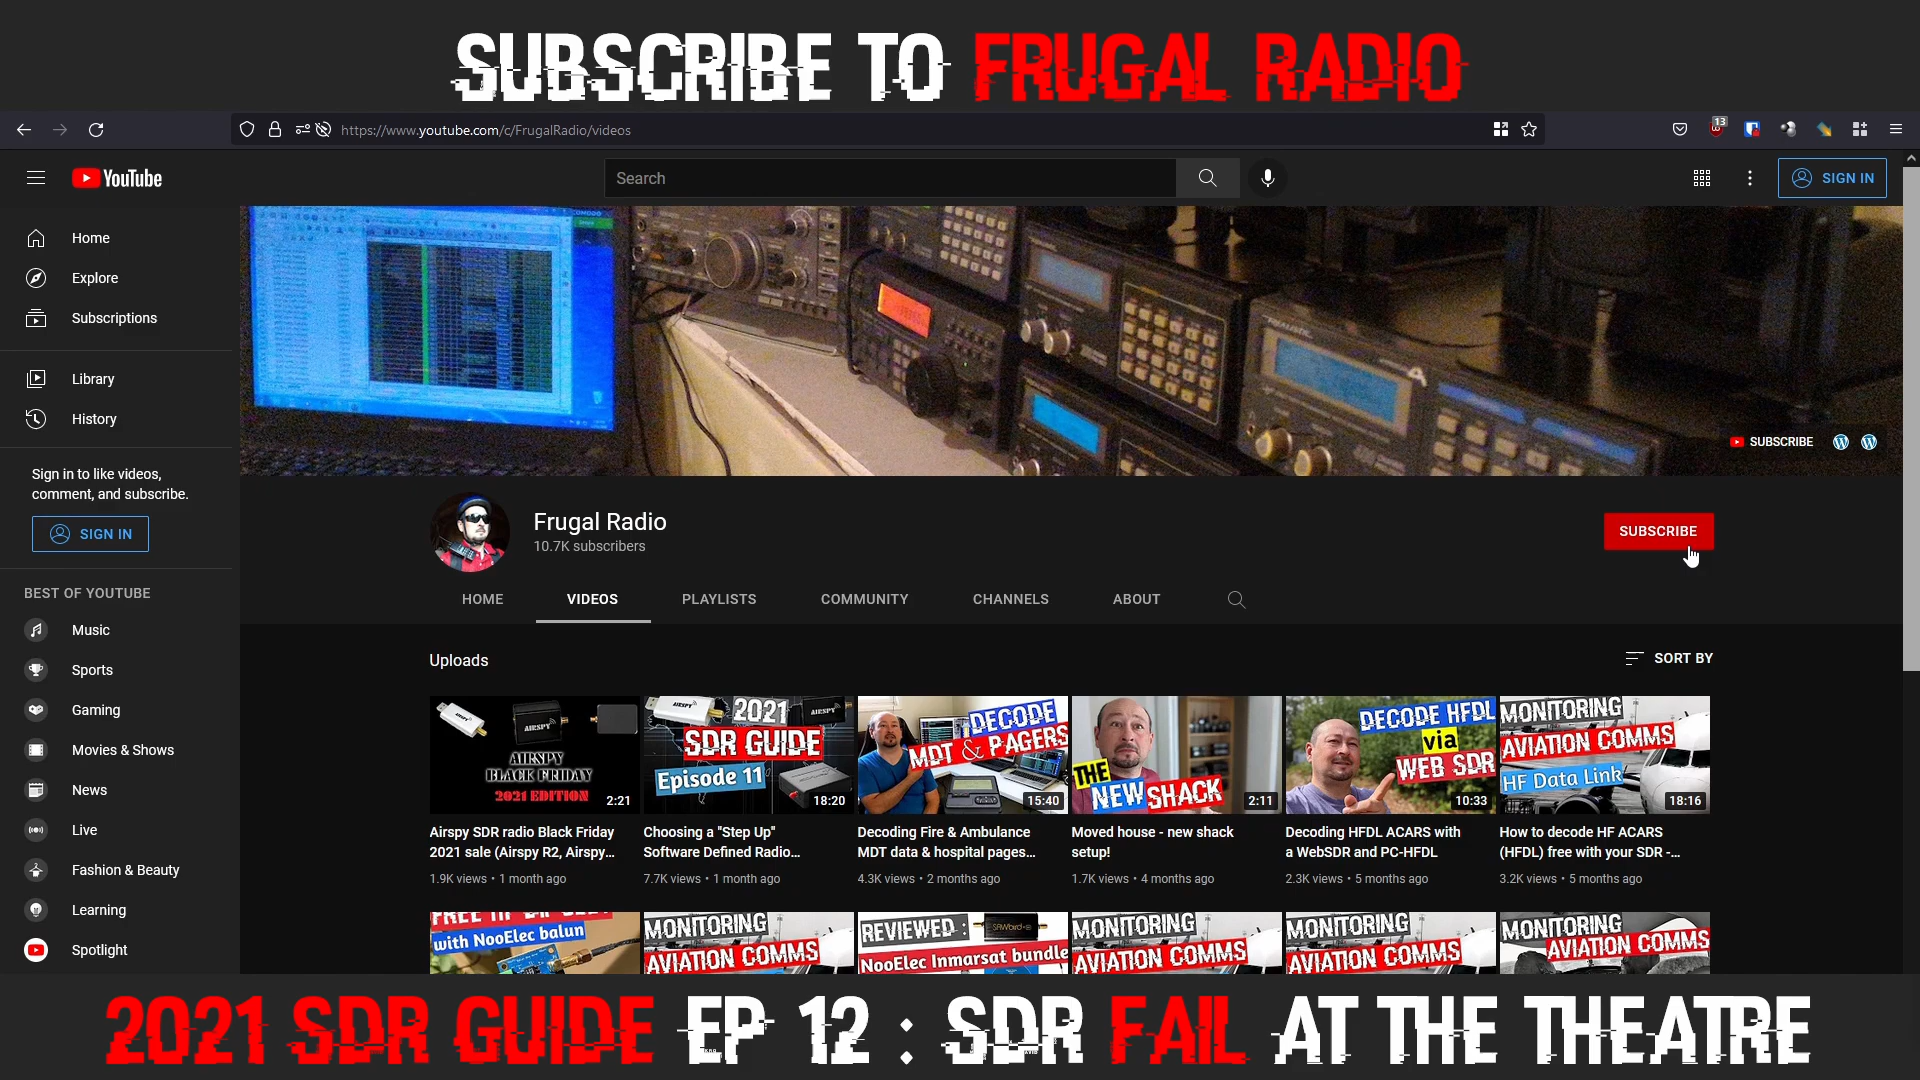 SUBSCRIBE TO FRUGAL RADIO
https://www.youtube.com/c/FrugalRadio/videos
13
YouTube
Search
SIGN IN
Home
Explore
Subscriptions
Library
History
Sign in to like videos,
comment, and subscribe.
SIGN IN
BEST OF YOUTUBE
Music
Sports
Gaming
Movies & Shows
News
Live
Fashion & Beauty
Learning
Spotlight
COMODO
REALISTIC
SUBSCRIBE
Frugal Radio
10.7K subscribers
SUBSCRIBE
HOME
VIDEOS
PLAYLISTS
COMMUNITY
CHANNELS
ABOUT
Uploads
SORT BY
AIRSPY
AIRSPY
AIRSPY
BLACK FRIDAY
2021 EDITION
2:21
Airspy SDR radio Black Friday
2021 sale (Airspy R2, Airspy...
1.9K views • 1 month ago
AIRSPY
2021
AIRSPY
SDR GUIDE
Episode 11
18:20
Choosing a "Step Up"
Software Defined Radio...
7.7K views • 1 month ago
DECODE
MDT & PAGERS
15:40
Decoding Fire & Ambulance
MDT data & hospital pages...
4.3K views • 2 months ago
THE
NEW SHACK
2:11
Moved house - new shack
setup!
1.7K views • 4 months ago
DECODE HFDL
via
WEB SDR
10:33
Decoding HFDL ACARS with
a WebSDR and PC-HFDL
2.3K views • 5 months ago
MONITORING
AVIATION COMMS
HF Data Link
18:16
How to decode HF ACARS
(HFDL) free with your SDR -...
3.2K views • 5 months ago
with NooElec balun
MONITORING
AVIATION COMMS
REVIEWED :
SAWbird
NooElec Inmarsat bundle
MONITORING
AVIATION COMMS
MONITORING
AVIATION COMMS
MONITORING
AVIATION COMMS
2021 SDR GUIDE EP 12 : SDR FAIL AT THE THEATRE